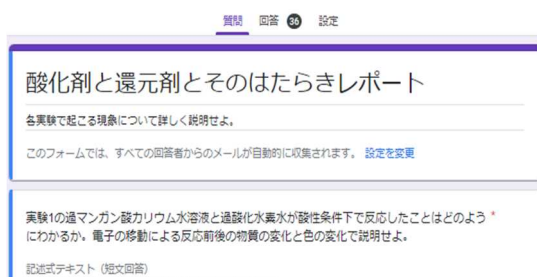 質問 回答 36 設定
酸化剤と還元剤とそのはたらきレポート
各実験で起こる現象について詳しく説明せよ。
このフォームでは、すべての回答者からのメールが自動的に収集されます。 設定を変更
実験1の過マンガン酸カリウム水溶液と過酸化水素水が酸性条件下で反応したことはどのよう *
にわかるか。電子の移動による反応前後の物質の変化と色の変化で説明せよ。
記述式テキスト（短文回答）